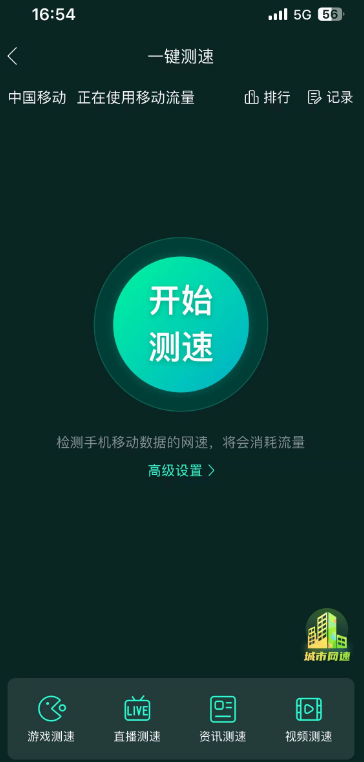 16:54 5G 56
一键测速
中国移动 正在使用移动流量 排行 记录
开始
测速
检测手机移动数据的网速，将会消耗流量
高级设置
城市网速
LIVE
游戏测速 直播测速 资讯测速 视频测速